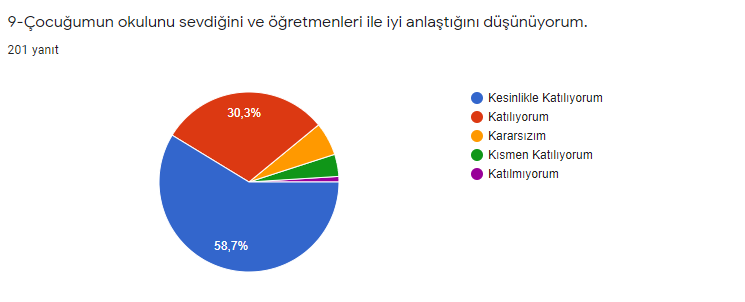 9-Çocuğumun okulunu sevdiğini ve öğretmenleri ile iyi anlaştığını düşünüyorum.
201 yanıt
30,3%
58,7%
Kesinlikle Katılıyorum
Katılıyorum
Kararsızım
Kısmen Katılıyorum
Katılmıyorum